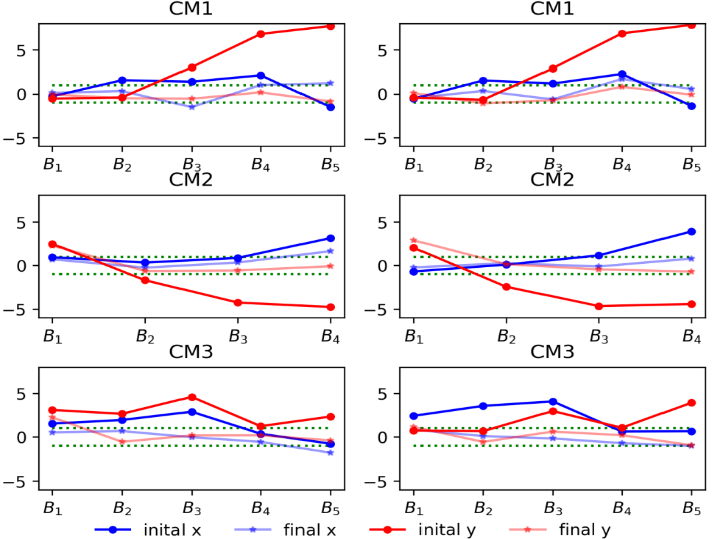 CM1 CM1
5
0
−5
B1 B2 B3 B4 B5 B1 B2 B3 B4 B5
CM2 CM2
5
0
−5
B1 B2 B3 B4 B1 B2 B3 B4
CM3 CM3
5
0
−5
B1 B2 B3 B4 B5 B1 B2 B3 B4 B5
inital x final x inital y final y